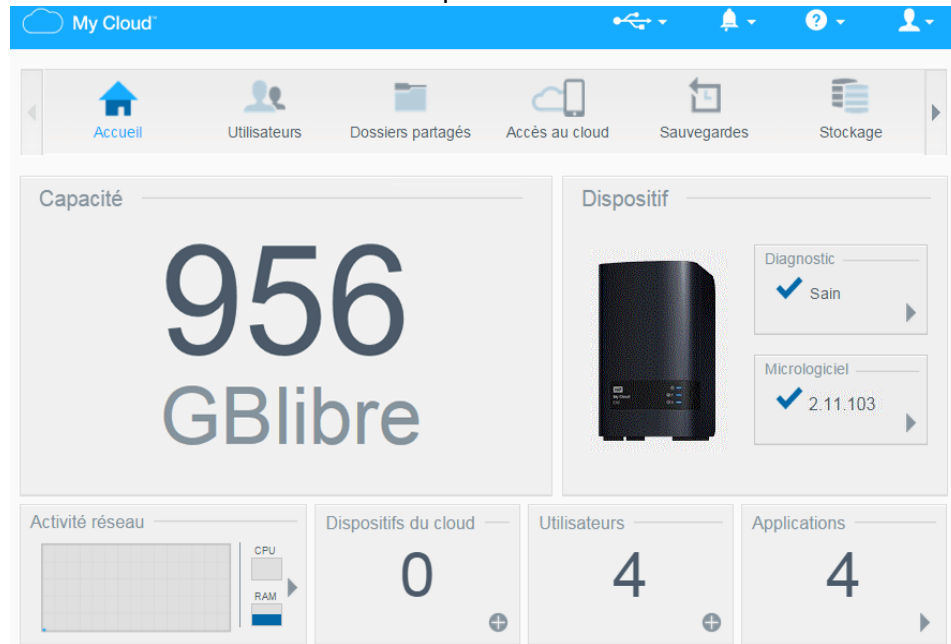 My Cloud
Accueil
Utilisateurs
Dossiers partagés
Accès au cloud
Sauvegardes
Stockage
Capacité
956
GBlibre
Dispositif
Diagnostic
Sain
Micrologiciel
2.11.103
Activité réseau
CPU
RAM
Dispositifs du cloud
0
Utilisateurs
4
Applications
4